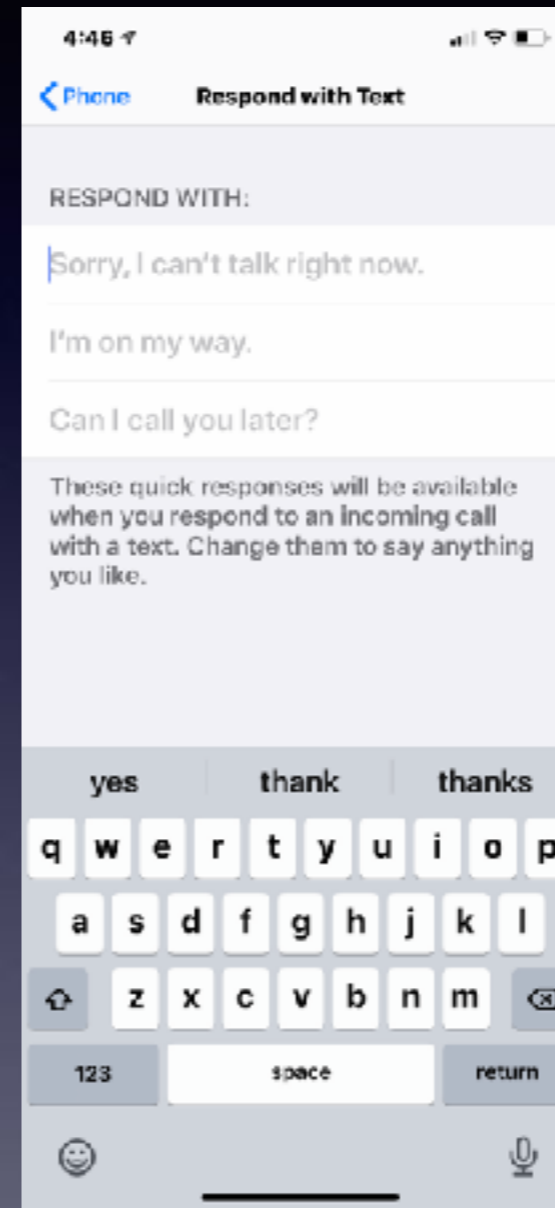 4:46
Phone Respond with Text
RESPOND WITH:
Sorry, I can't talk right now.
I'm on my way.
Can I call you later?
These quick responses will be available
when you respond to an incoming call
with a text. Change them to say anything
you like.
yes thank thanks
q w e r t y u i o p
a s d f g h j k l
z x c v b n m
123 space return